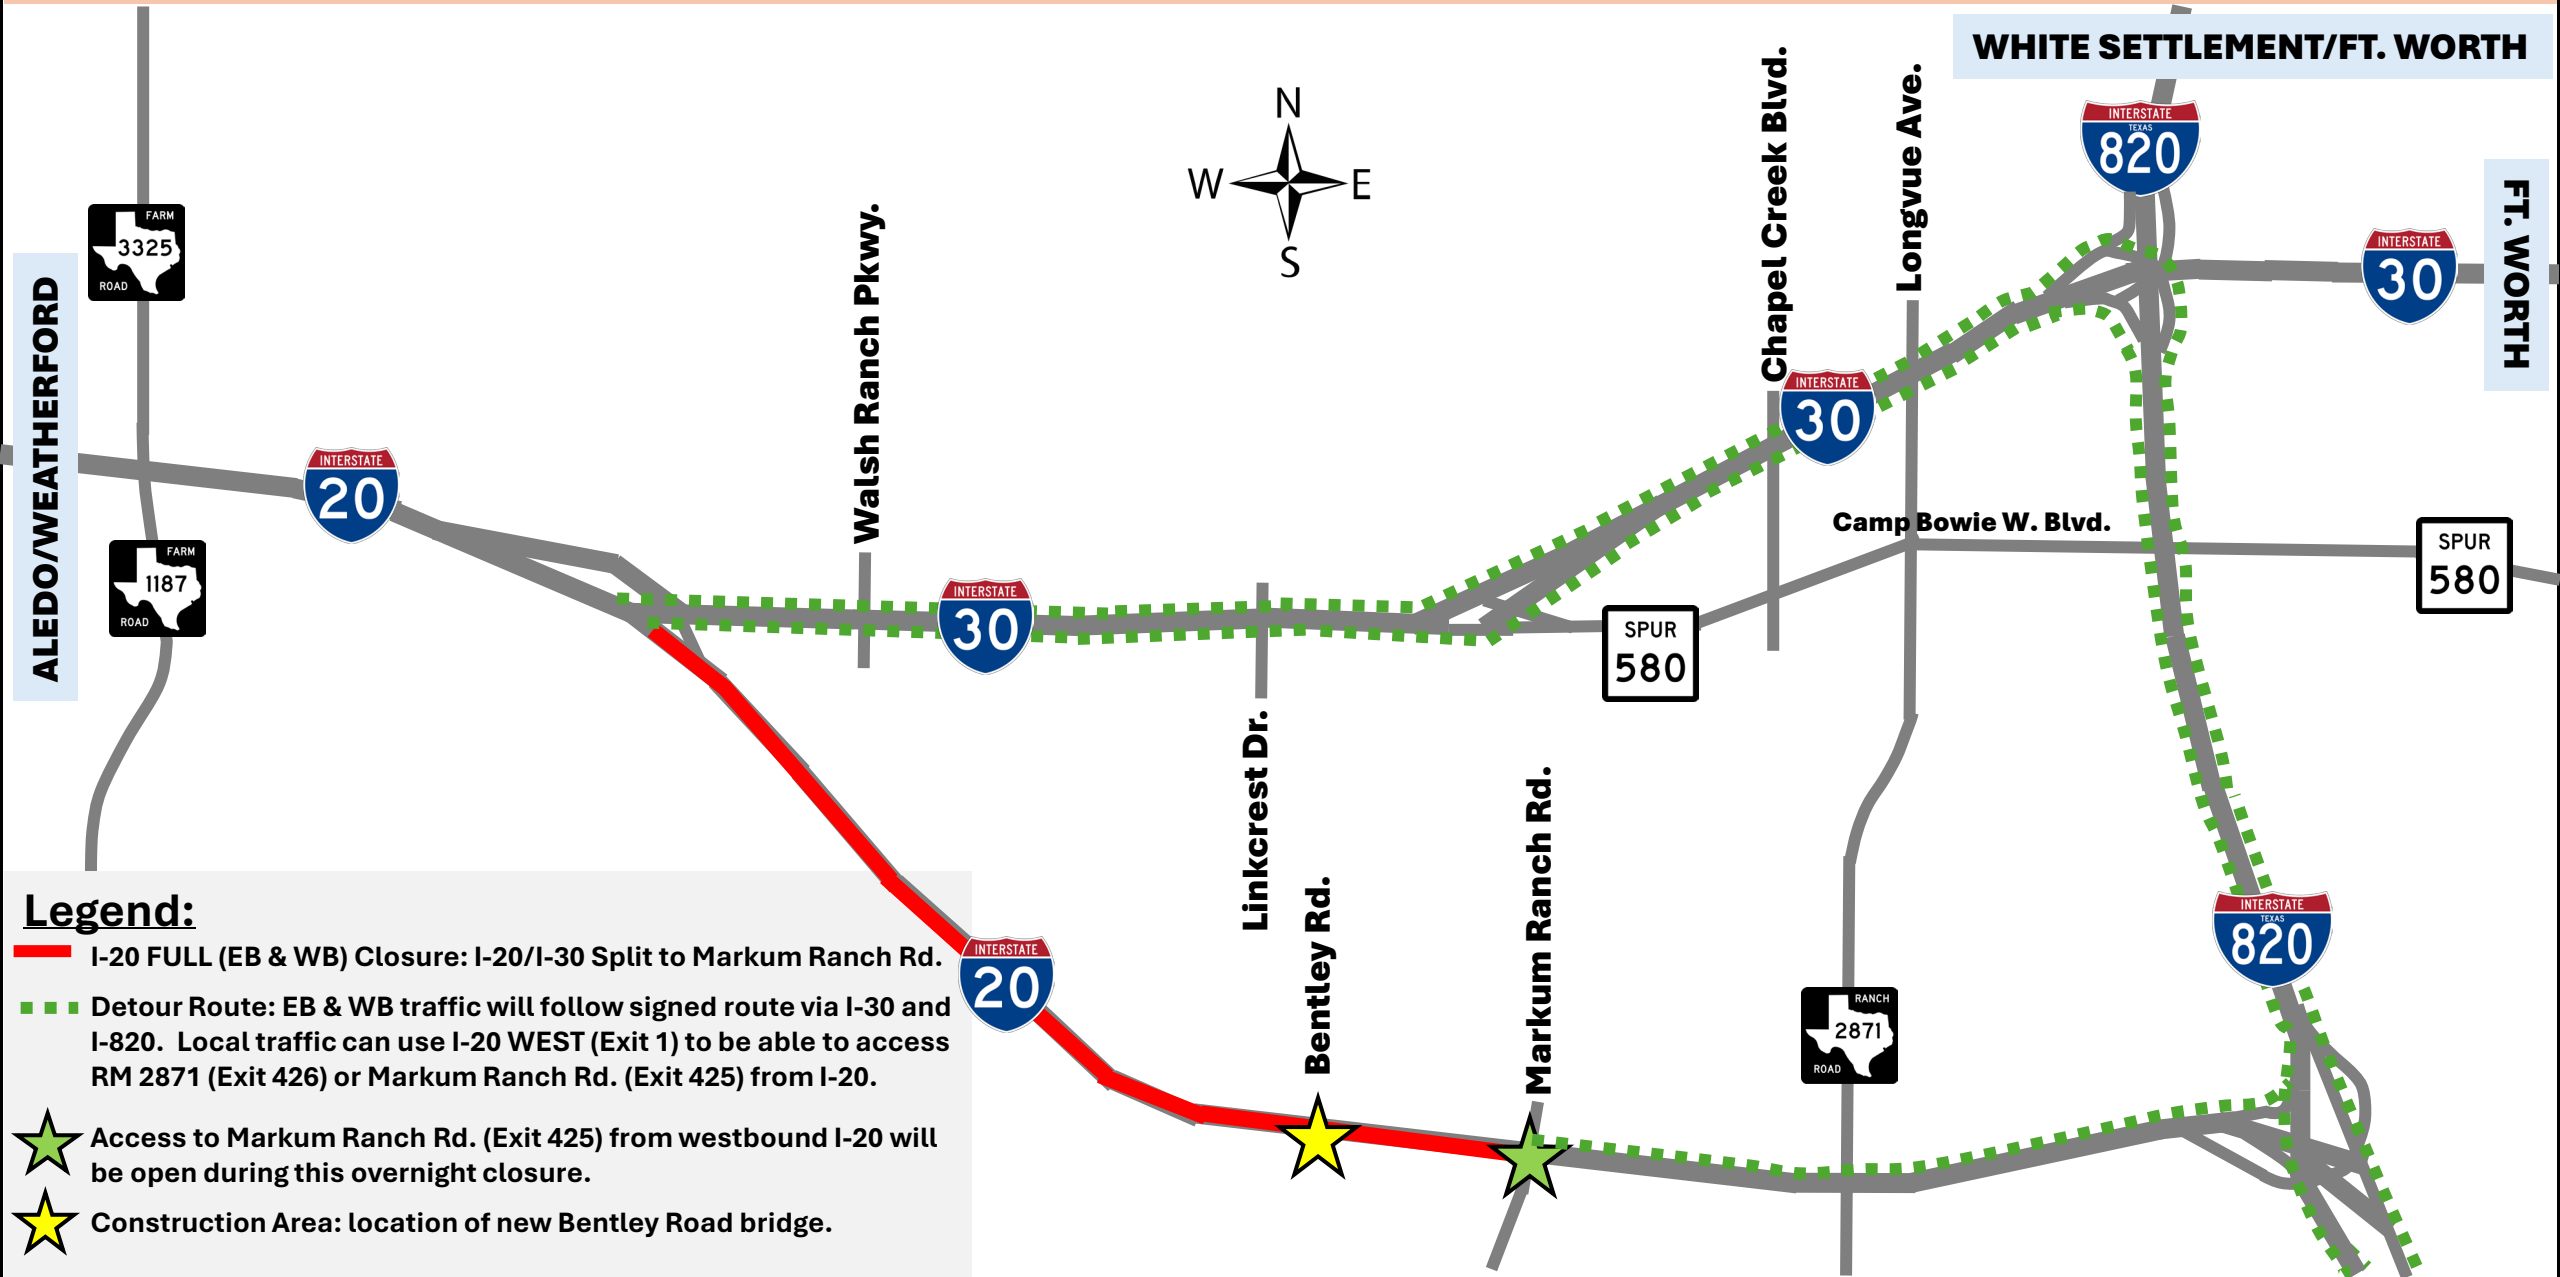 WHITE SETTLEMENT/FT. WORTH
INTERSTATE
TEXAS
820
FT. WORTH
INTERSTATE
30
Chapel Creek Blvd.
Longvue Ave.
N
W E
S
FARM
3325
ROAD
ALEDO/WEATHERFORD
Walsh Ranch Pkwy.
INTERSTATE
30
INTERSTATE
20
Camp Bowie W. Blvd.
SPUR
580
FARM
1187
ROAD
INTERSTATE
30
SPUR
580
Linkcrest Dr.
Bentley Rd.
Markum Ranch Rd.
INTERSTATE
TEXAS
820
INTERSTATE
20
RANCH
2871
ROAD
Legend:
I-20 FULL (EB & WB) Closure: I-20/I-30 Split to Markum Ranch Rd.
Detour Route: EB & WB traffic will follow signed route via I-30 and
I-820. Local traffic can use I-20 WEST (Exit 1) to be able to access
RM 2871 (Exit 426) or Markum Ranch Rd. (Exit 425) from I-20.
Access to Markum Ranch Rd. (Exit 425) from westbound I-20 will
be open during this overnight closure.
Construction Area: location of new Bentley Road bridge.